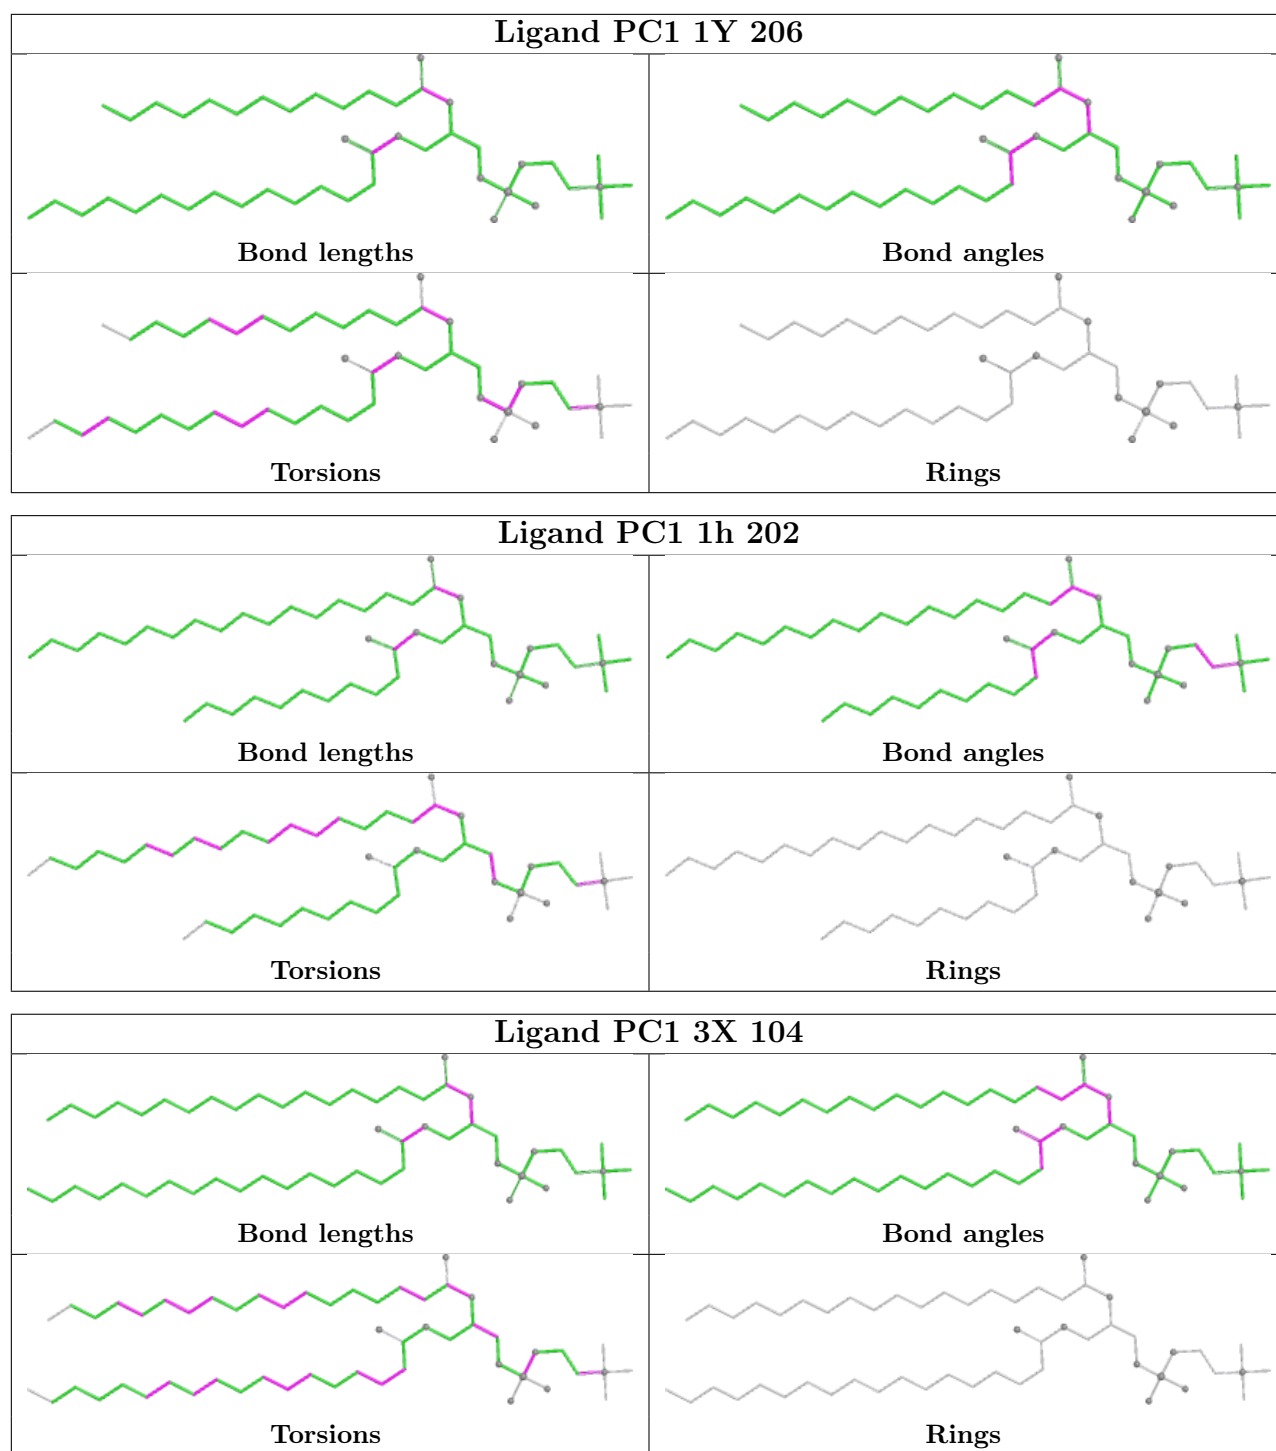 Ligand PC1 1Y 206
Bond lengths
Bond angles
Torsions
Rings
Ligand PC1 1h 202
Bond lengths
Bond angles
Torsions
Rings
Ligand PC1 3X 104
Bond lengths
Bond angles
Torsions
Rings